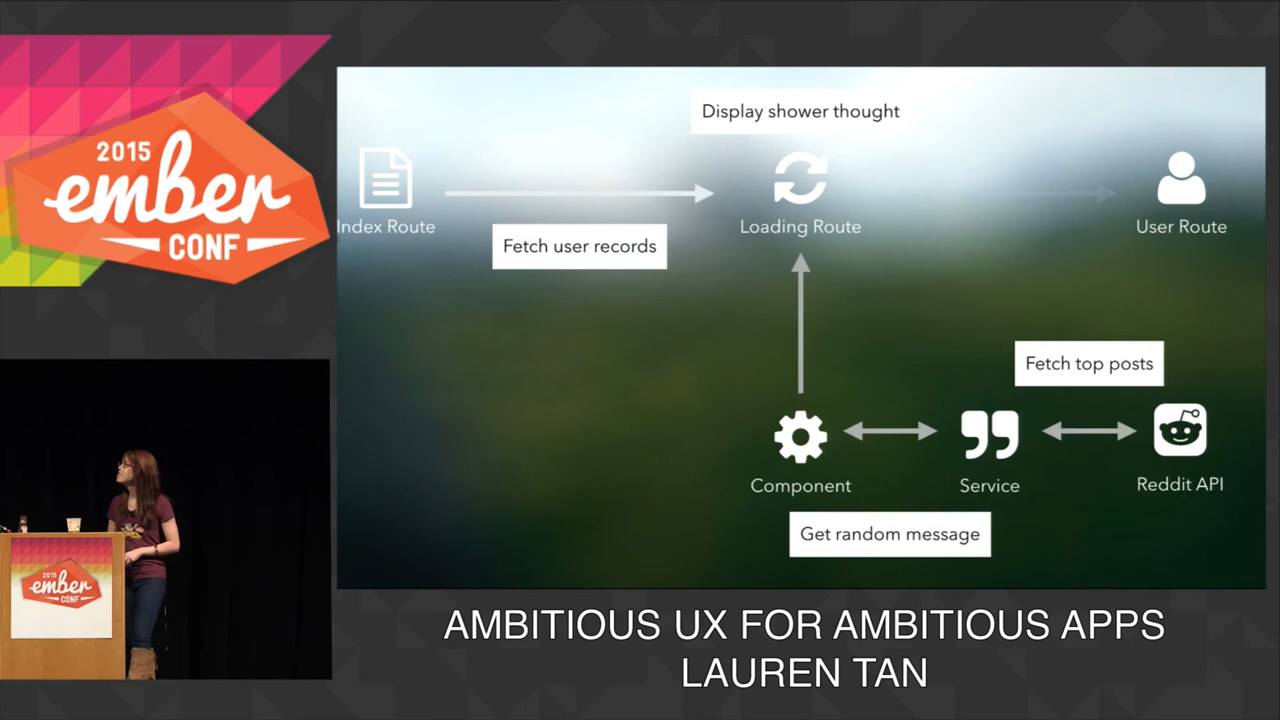 2015
ember
CONF
Display shower thought
Index Route
Loading Route
User Route
Fetch user records
Fetch top posts
Component
Service
Reddit API
Get random message
2015
ember
CONF
AMBITIOUS UX FOR AMBITIOUS APPS
LAUREN TAN